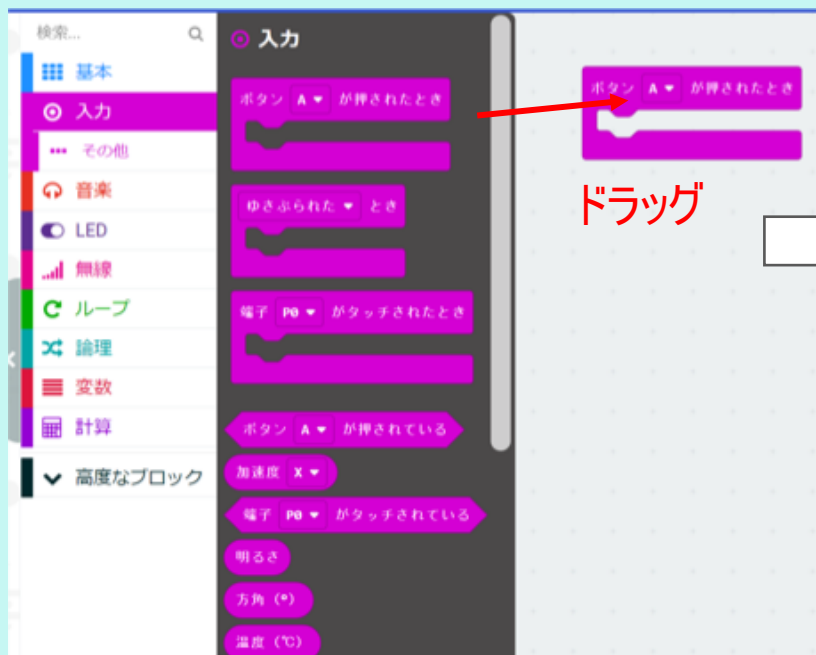 検索...
基本
入力
その他
音楽
LED
無線
ループ
論理
変数
計算
高度なブロック
入力
ボタン A が押されたとき
ゆさぶられた とき
端子 P0 がタッチされたとき
ボタン A が押されている
加速度 X
端子 P0 がタッチされている
明るさ
方角 (°)
温度 (℃)
ボタン A が押されたとき
ドラッグ